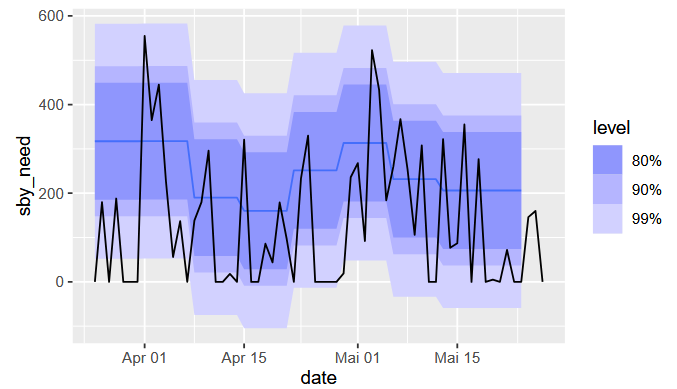 600
400
200
0
sby_need
Apr 01
Apr 15
Mai 01
Mai 15
date
level
80%
90%
99%